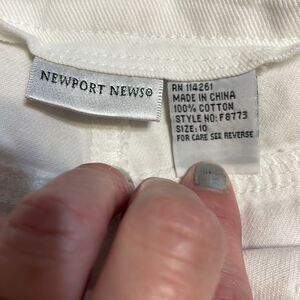 NEWPORT NEWS®
RN 114261
MADE IN CHINA
100% COTTON
STYLE NO: F8773
SIZE: 10
FOR CARE SEE REVERSE